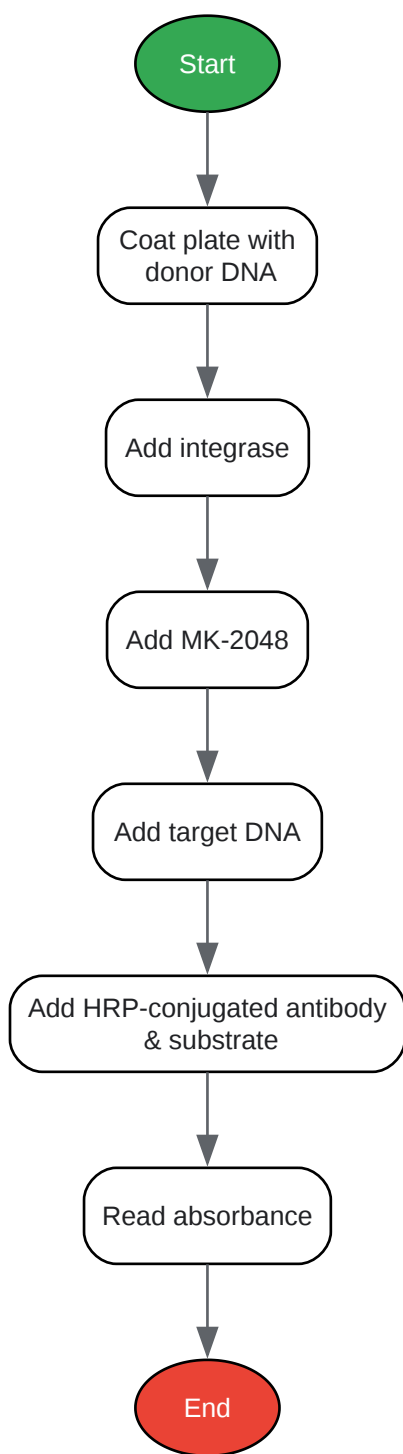 Start
Coat plate with
donor DNA
Add integrase
Add MK-2048
Add target DNA
Add HRP-conjugated antibody
& substrate
Read absorbance
End